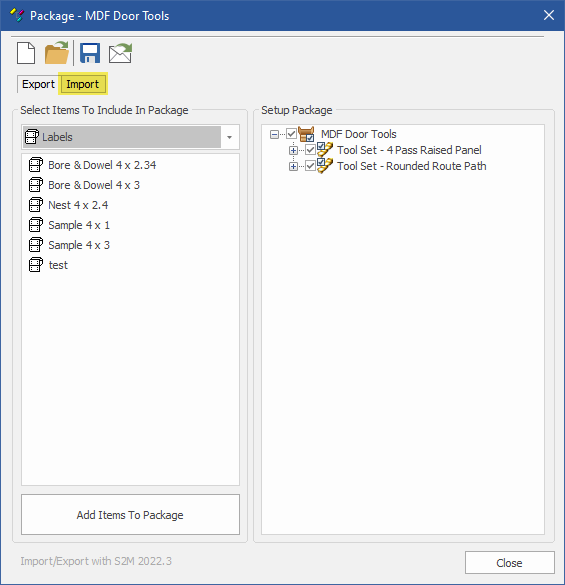 Package - MDF Door Tools
Export Import
Select Items To Include In Package
Labels
Bore & Dowel 4 x 2.34
Bore & Dowel 4 x 3
Nest 4 x 2.4
Sample 4 x 1
Sample 4 x 3
test
Add Items To Package
Setup Package
MDF Door Tools
Tool Set - 4 Pass Raised Panel
Tool Set - Rounded Route Path
Import/Export with S2M 2022.3
Close